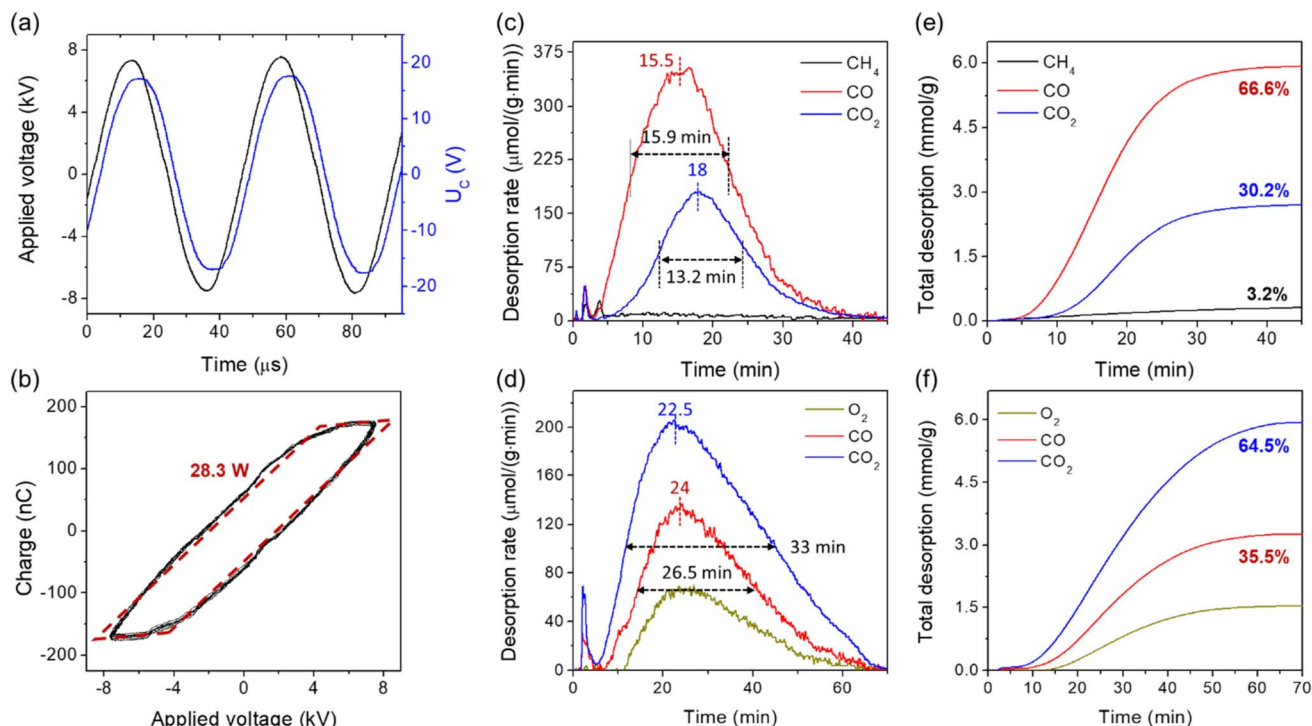 (a)
Applied voltage (kV)
8
4
0
-4
-8
20
10
0
-10
-20
U_C (V)
0 20 40 60 80
Time (μs)
(b)
Charge (nC)
200
100
0
-100
-200
28.3 W
-8 -4 0 4 8
Applied voltage (kV)
(c)
Desorption rate (μmol/(g·min))
375
300
225
150
75
0
CH₄
CO
CO₂
15.5
15.9 min
18
13.2 min
0 10 20 30 40
Time (min)
(d)
Desorption rate (μmol/(g·min))
200
160
120
80
40
0
O₂
CO
CO₂
22.5
24
33 min
26.5 min
0 20 40 60
Time (min)
(e)
Total desorption (mmol/g)
6.0
4.5
3.0
1.5
0.0
CH₄
CO
CO₂
66.6%
30.2%
3.2%
0 10 20 30 40
Time (min)
(f)
Total desorption (mmol/g)
6.0
4.5
3.0
1.5
0.0
O₂
CO
CO₂
64.5%
35.5%
0 10 20 30 40 50 60 70
Time (min)